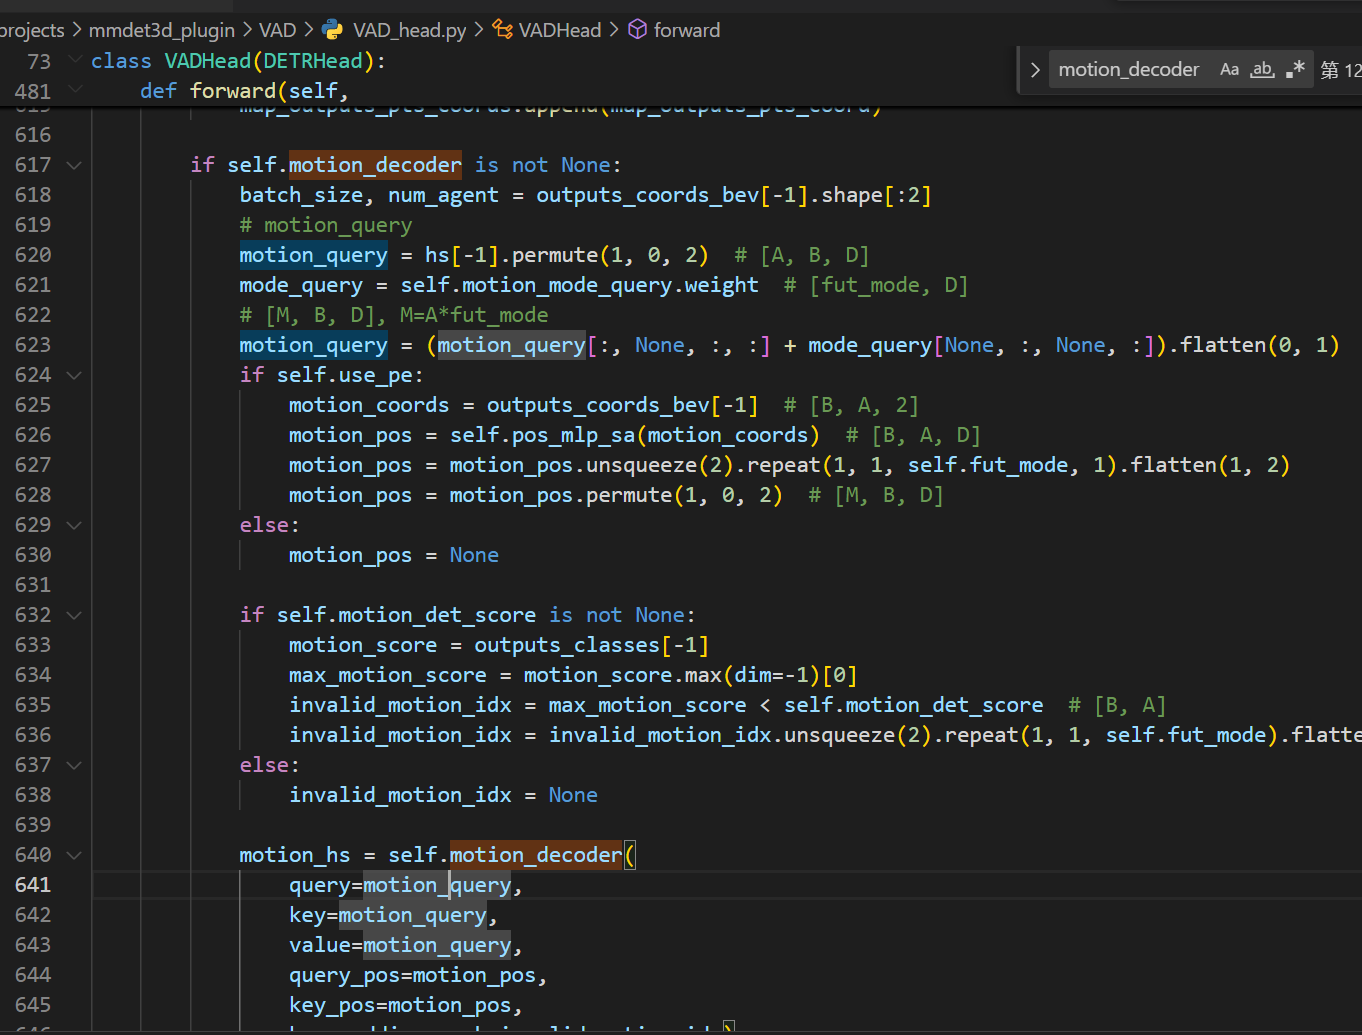 projects > mmdet3d_plugin > VAD > VAD_head.py > VADHead > forward
73 class VADHead(DETRHead):
481 def forward(self,
motion_decoder Aa ab .* 第 12
615 map_outputs_pts_coords.append(map_outputs_pts_coord)
616
617 if self.motion_decoder is not None:
618 batch_size, num_agent = outputs_coords_bev[-1].shape[:2]
619 # motion_query
620 motion_query = hs[-1].permute(1, 0, 2)  # [A, B, D]
621 mode_query = self.motion_mode_query.weight  # [fut_mode, D]
622 # [M, B, D], M=A*fut_mode
623 motion_query = (motion_query[:, None, :, :] + mode_query[None, :, None, :]).flatten(0, 1)
624 if self.use_pe:
625 motion_coords = outputs_coords_bev[-1]  # [B, A, 2]
626 motion_pos = self.pos_mlp_sa(motion_coords)  # [B, A, D]
627 motion_pos = motion_pos.unsqueeze(2).repeat(1, 1, self.fut_mode, 1).flatten(1, 2)
628 motion_pos = motion_pos.permute(1, 0, 2)  # [M, B, D]
629 else:
630 motion_pos = None
631
632 if self.motion_det_score is not None:
633 motion_score = outputs_classes[-1]
634 max_motion_score = motion_score.max(dim=-1)[0]
635 invalid_motion_idx = max_motion_score < self.motion_det_score  # [B, A]
636 invalid_motion_idx = invalid_motion_idx.unsqueeze(2).repeat(1, 1, self.fut_mode).flatte
637 else:
638 invalid_motion_idx = None
639
640 motion_hs = self.motion_decoder(
641 query=motion_query,
642 key=motion_query,
643 value=motion_query,
644 query_pos=motion_pos,
645 key_pos=motion_pos,